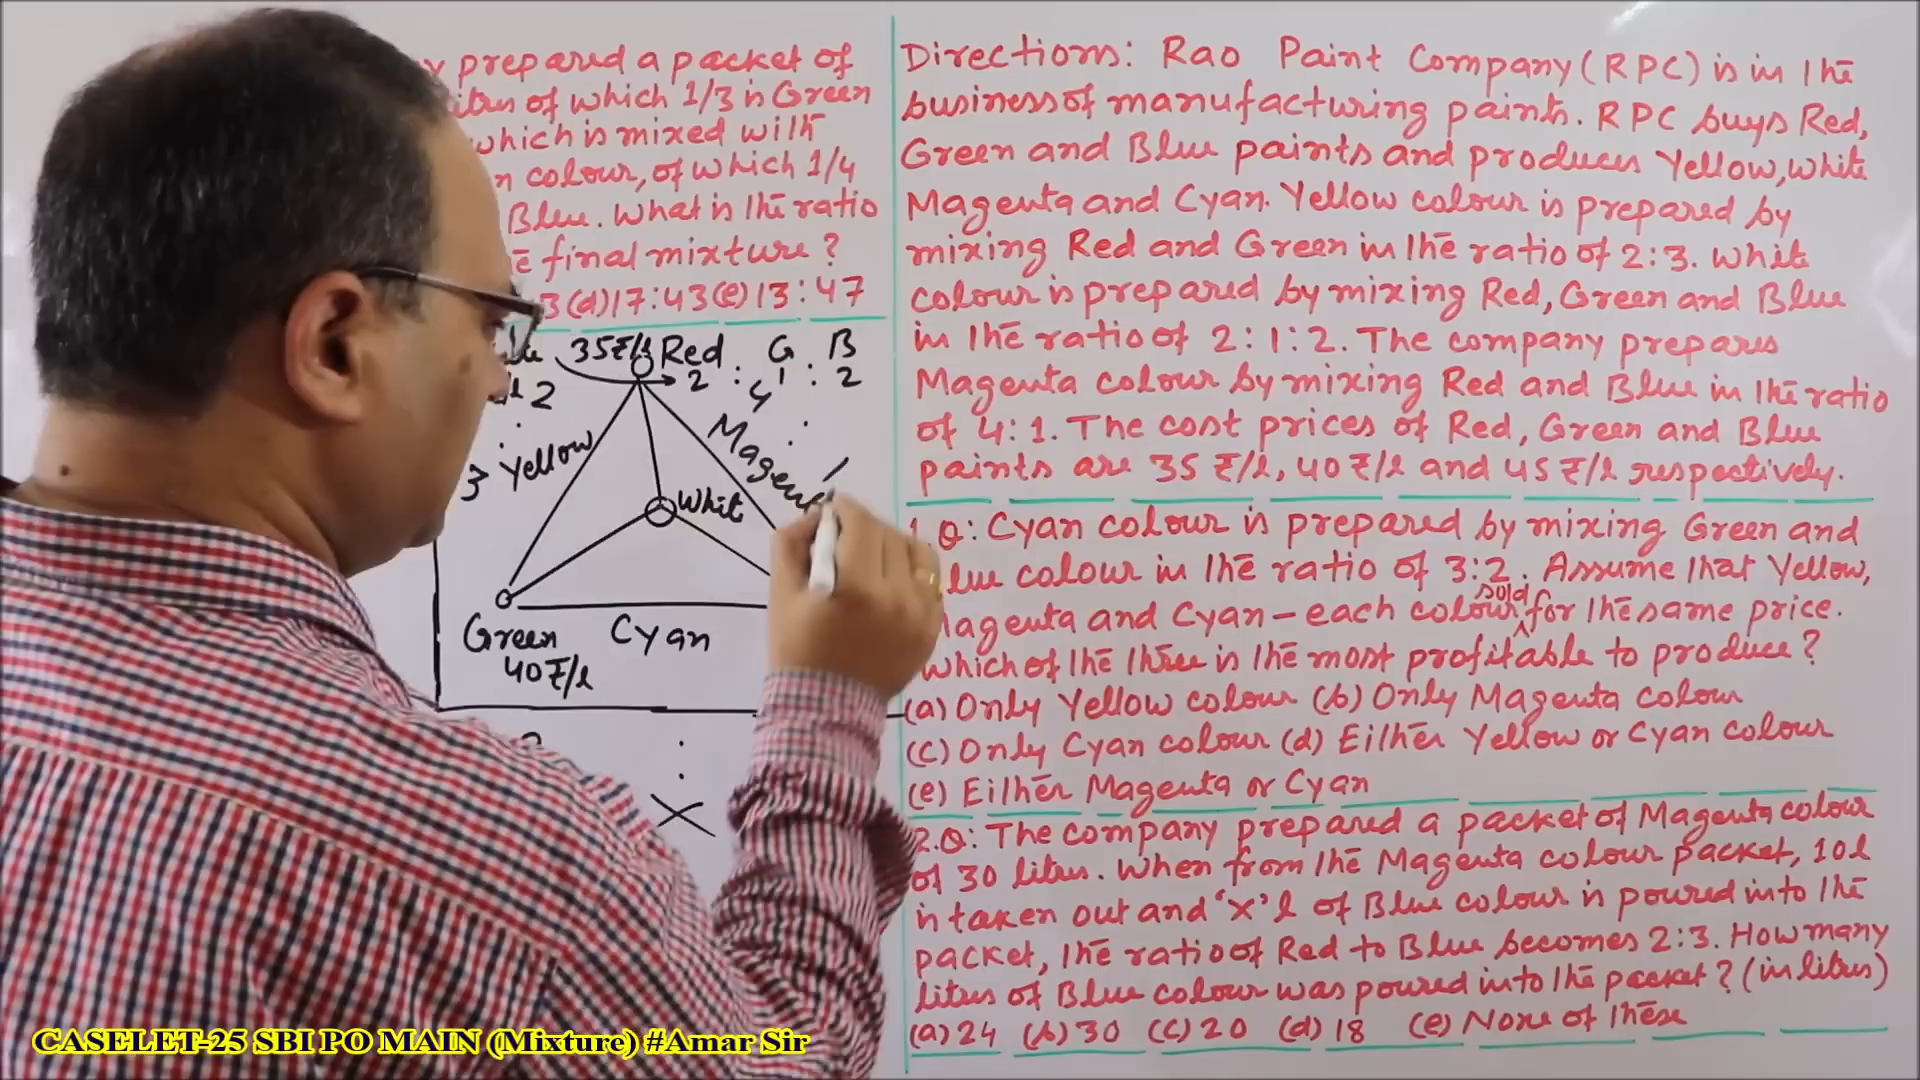 prepared a packet of
of which 1/3 is Green
which is mixed with
colour, of which 1/4
Blue. What is the ratio
final mixture?
3 (d) 17:43 (e) 13:47
35₹/l Red : G : B
2 : 1 : 2
2
:
3 Yellow
4
:
1
Magent
White
Green
40₹/l
Cyan
:
x
Directions: Rao Paint Company (RPC) is in the
business of manufacturing paints. RPC buys Red,
Green and Blue paints and produces Yellow, White
Magenta and Cyan. Yellow colour is prepared by
mixing Red and Green in the ratio of 2:3. White
colour is prepared by mixing Red, Green and Blue
in the ratio of 2:1:2. The company prepares
Magenta colour by mixing Red and Blue in the ratio
of 4:1. The cost prices of Red, Green and Blue
paints are 35 ₹/l, 40 ₹/l and 45 ₹/l respectively.
1.Q: Cyan colour is prepared by mixing Green and
lue colour in the ratio of 3:2. Assume that Yellow,
agenta and Cyan - each colour sold for the same price.
Which of the three is the most profitable to produce?
(a) Only Yellow colour (b) Only Magenta colour
(c) Only Cyan colour (d) Either Yellow or Cyan colour
(e) Either Magenta or Cyan
2.Q: The company prepared a packet of Magenta colour
of 30 litres. When from the Magenta colour packet, 10l
is taken out and 'x' l of Blue colour is poured into the
packet, the ratio of Red to Blue becomes 2:3. How many
litres of Blue colour was poured into the packet? (in litres)
(a) 24 (b) 30 (c) 20 (d) 18 (e) None of these
CASELET-25 SBI PO MAIN (Mixture) #Amar Sir